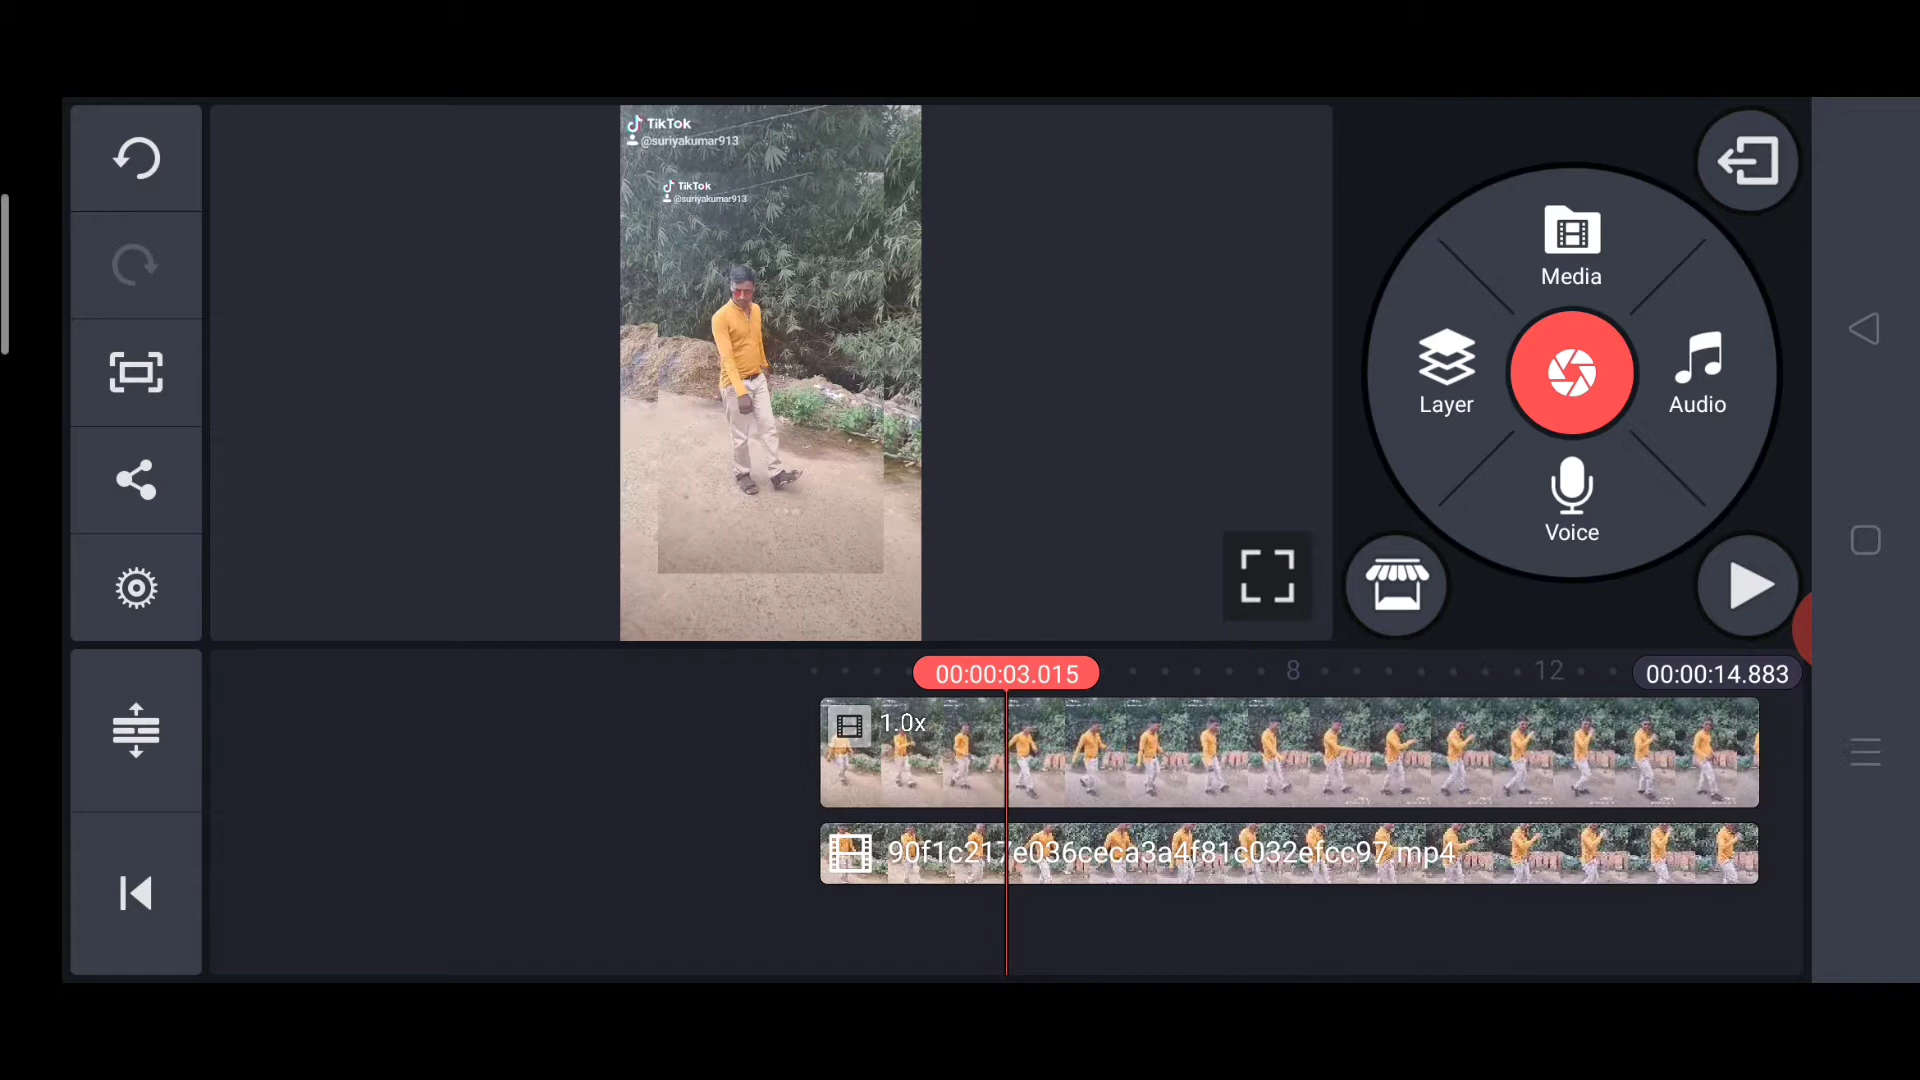 TikTok
@suriyakumar913
TikTok
@suriyakumar913
Media
Layer
Audio
Voice
00:00:03.015
8
12
00:00:14.883
1.0x
90f1c217e036ceca3a4f81c032efcc97.mp4